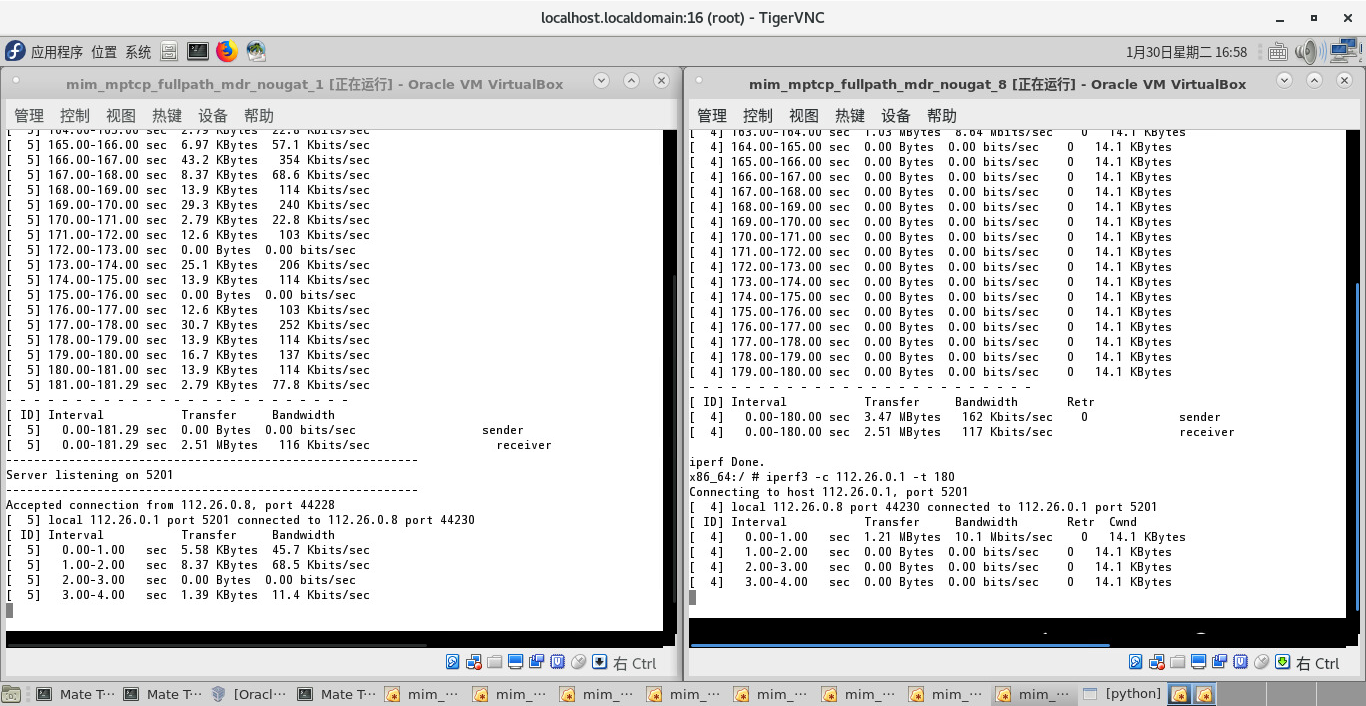 localhost.localdomain:16 (root) - TigerVNC
应用程序 位置 系统
1月30日星期二 16:58
mim_mptcp_fullpath_mdr_nougat_1 [正在运行] - Oracle VM VirtualBox
管理 控制 视图 热键 设备 帮助
[ 5] 164.00-165.00 sec 2.79 KBytes 22.8 Kbits/sec
[ 5] 165.00-166.00 sec 6.97 KBytes 57.1 Kbits/sec
[ 5] 166.00-167.00 sec 43.2 KBytes 354 Kbits/sec
[ 5] 167.00-168.00 sec 8.37 KBytes 68.6 Kbits/sec
[ 5] 168.00-169.00 sec 13.9 KBytes 114 Kbits/sec
[ 5] 169.00-170.00 sec 29.3 KBytes 240 Kbits/sec
[ 5] 170.00-171.00 sec 2.79 KBytes 22.8 Kbits/sec
[ 5] 171.00-172.00 sec 12.6 KBytes 103 Kbits/sec
[ 5] 172.00-173.00 sec 0.00 Bytes 0.00 bits/sec
[ 5] 173.00-174.00 sec 25.1 KBytes 206 Kbits/sec
[ 5] 174.00-175.00 sec 13.9 KBytes 114 Kbits/sec
[ 5] 175.00-176.00 sec 0.00 Bytes 0.00 bits/sec
[ 5] 176.00-177.00 sec 12.6 KBytes 103 Kbits/sec
[ 5] 177.00-178.00 sec 30.7 KBytes 252 Kbits/sec
[ 5] 178.00-179.00 sec 13.9 KBytes 114 Kbits/sec
[ 5] 179.00-180.00 sec 16.7 KBytes 137 Kbits/sec
[ 5] 180.00-181.00 sec 13.9 KBytes 114 Kbits/sec
[ 5] 181.00-181.29 sec 2.79 KBytes 77.8 Kbits/sec
- - - - - - - - - - - - - - - - - - - - - - - - -
[ ID] Interval Transfer Bandwidth
[ 5] 0.00-181.29 sec 0.00 Bytes 0.00 bits/sec sender
[ 5] 0.00-181.29 sec 2.51 MBytes 116 Kbits/sec receiver
-----------------------------------------------------------
Server listening on 5201
-----------------------------------------------------------
Accepted connection from 112.26.0.8, port 44228
[ 5] local 112.26.0.1 port 5201 connected to 112.26.0.8 port 44230
[ ID] Interval Transfer Bandwidth
[ 5] 0.00-1.00 sec 5.58 KBytes 45.7 Kbits/sec
[ 5] 1.00-2.00 sec 8.37 KBytes 68.5 Kbits/sec
[ 5] 2.00-3.00 sec 0.00 Bytes 0.00 bits/sec
[ 5] 3.00-4.00 sec 1.39 KBytes 11.4 Kbits/sec
右 Ctrl
mim_mptcp_fullpath_mdr_nougat_8 [正在运行] - Oracle VM VirtualBox
管理 控制 视图 热键 设备 帮助
[ 4] 163.00-164.00 sec 1.03 MBytes 8.64 Mbits/sec 0 14.1 KBytes
[ 4] 164.00-165.00 sec 0.00 Bytes 0.00 bits/sec 0 14.1 KBytes
[ 4] 165.00-166.00 sec 0.00 Bytes 0.00 bits/sec 0 14.1 KBytes
[ 4] 166.00-167.00 sec 0.00 Bytes 0.00 bits/sec 0 14.1 KBytes
[ 4] 167.00-168.00 sec 0.00 Bytes 0.00 bits/sec 0 14.1 KBytes
[ 4] 168.00-169.00 sec 0.00 Bytes 0.00 bits/sec 0 14.1 KBytes
[ 4] 169.00-170.00 sec 0.00 Bytes 0.00 bits/sec 0 14.1 KBytes
[ 4] 170.00-171.00 sec 0.00 Bytes 0.00 bits/sec 0 14.1 KBytes
[ 4] 171.00-172.00 sec 0.00 Bytes 0.00 bits/sec 0 14.1 KBytes
[ 4] 172.00-173.00 sec 0.00 Bytes 0.00 bits/sec 0 14.1 KBytes
[ 4] 173.00-174.00 sec 0.00 Bytes 0.00 bits/sec 0 14.1 KBytes
[ 4] 174.00-175.00 sec 0.00 Bytes 0.00 bits/sec 0 14.1 KBytes
[ 4] 175.00-176.00 sec 0.00 Bytes 0.00 bits/sec 0 14.1 KBytes
[ 4] 176.00-177.00 sec 0.00 Bytes 0.00 bits/sec 0 14.1 KBytes
[ 4] 177.00-178.00 sec 0.00 Bytes 0.00 bits/sec 0 14.1 KBytes
[ 4] 178.00-179.00 sec 0.00 Bytes 0.00 bits/sec 0 14.1 KBytes
[ 4] 179.00-180.00 sec 0.00 Bytes 0.00 bits/sec 0 14.1 KBytes
- - - - - - - - - - - - - - - - - - - - - - - - -
[ ID] Interval Transfer Bandwidth Retr
[ 4] 0.00-180.00 sec 3.47 MBytes 162 Kbits/sec 0 sender
[ 4] 0.00-180.00 sec 2.51 MBytes 117 Kbits/sec receiver
iperf Done.
x86_64:/ # iperf3 -c 112.26.0.1 -t 180
Connecting to host 112.26.0.1, port 5201
[ 4] local 112.26.0.8 port 44230 connected to 112.26.0.1 port 5201
[ ID] Interval Transfer Bandwidth Retr Cwnd
[ 4] 0.00-1.00 sec 1.21 MBytes 10.1 Mbits/sec 0 14.1 KBytes
[ 4] 1.00-2.00 sec 0.00 Bytes 0.00 bits/sec 0 14.1 KBytes
[ 4] 2.00-3.00 sec 0.00 Bytes 0.00 bits/sec 0 14.1 KBytes
[ 4] 3.00-4.00 sec 0.00 Bytes 0.00 bits/sec 0 14.1 KBytes
右 Ctrl
Mate T… Mate T… [Oracl… Mate T… mim_… mim_… mim_… mim_… mim_… mim_… mim_… mim_… [python]